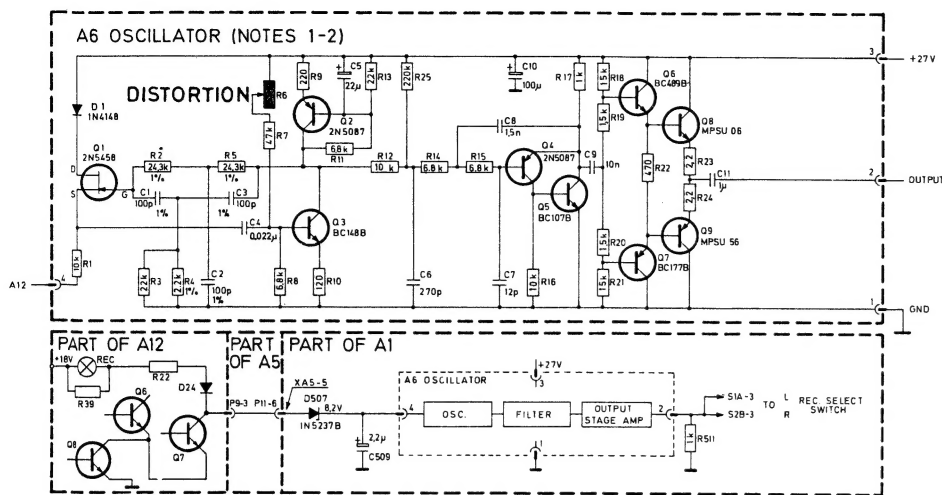 A6 OSCILLATOR (NOTES 1-2)
3 +27V
R9 220
C5 22µ
R13 2,2k
220k R25
C10 100µ
R17 1k
15k R18
Q6 BC489B
D1 1N4148
DISTORTION R6
Q2 2N5087
C8 1,5n
1,5k R19
Q8 MPSU 06
Q1 2N5458
R7 47k
6,8k R11
Q4 2N5087
C9 10n
470 R22
2,2 R23
R2* 24,3k 1%
R5 24,3k 1%
R12 10k
R14 6,8k
R15 6,8k
C11 1µ
2 OUTPUT
D
S
G
C1 100p 1%
C3 100p 1%
Q5 BC107B
2,2 R24
C4 0,022µ
Q3 BC148B
1,5k R20
Q9 MPSU 56
Q7 BC177B
A12 4
10k R1
22k R3
2,2k R4 1%
C2 100p 1%
6,8k R8
120 R10
C6 270p
C7 12p
10k R16
15k R21
1 GND
PART OF A12
PART OF A5
PART OF A1
+18V REC
R22
R39
D24
Q6
Q8
Q7
P9-3 P11-6
XA5-5
D507 8,2V
1N5237B
2,2µ C509
+27V
3
A6 OSCILLATOR
4
OSC.
FILTER
OUTPUT STAGE AMP
2
1
1k R511
S1A-3
S2B-3
TO L R REC. SELECT SWITCH